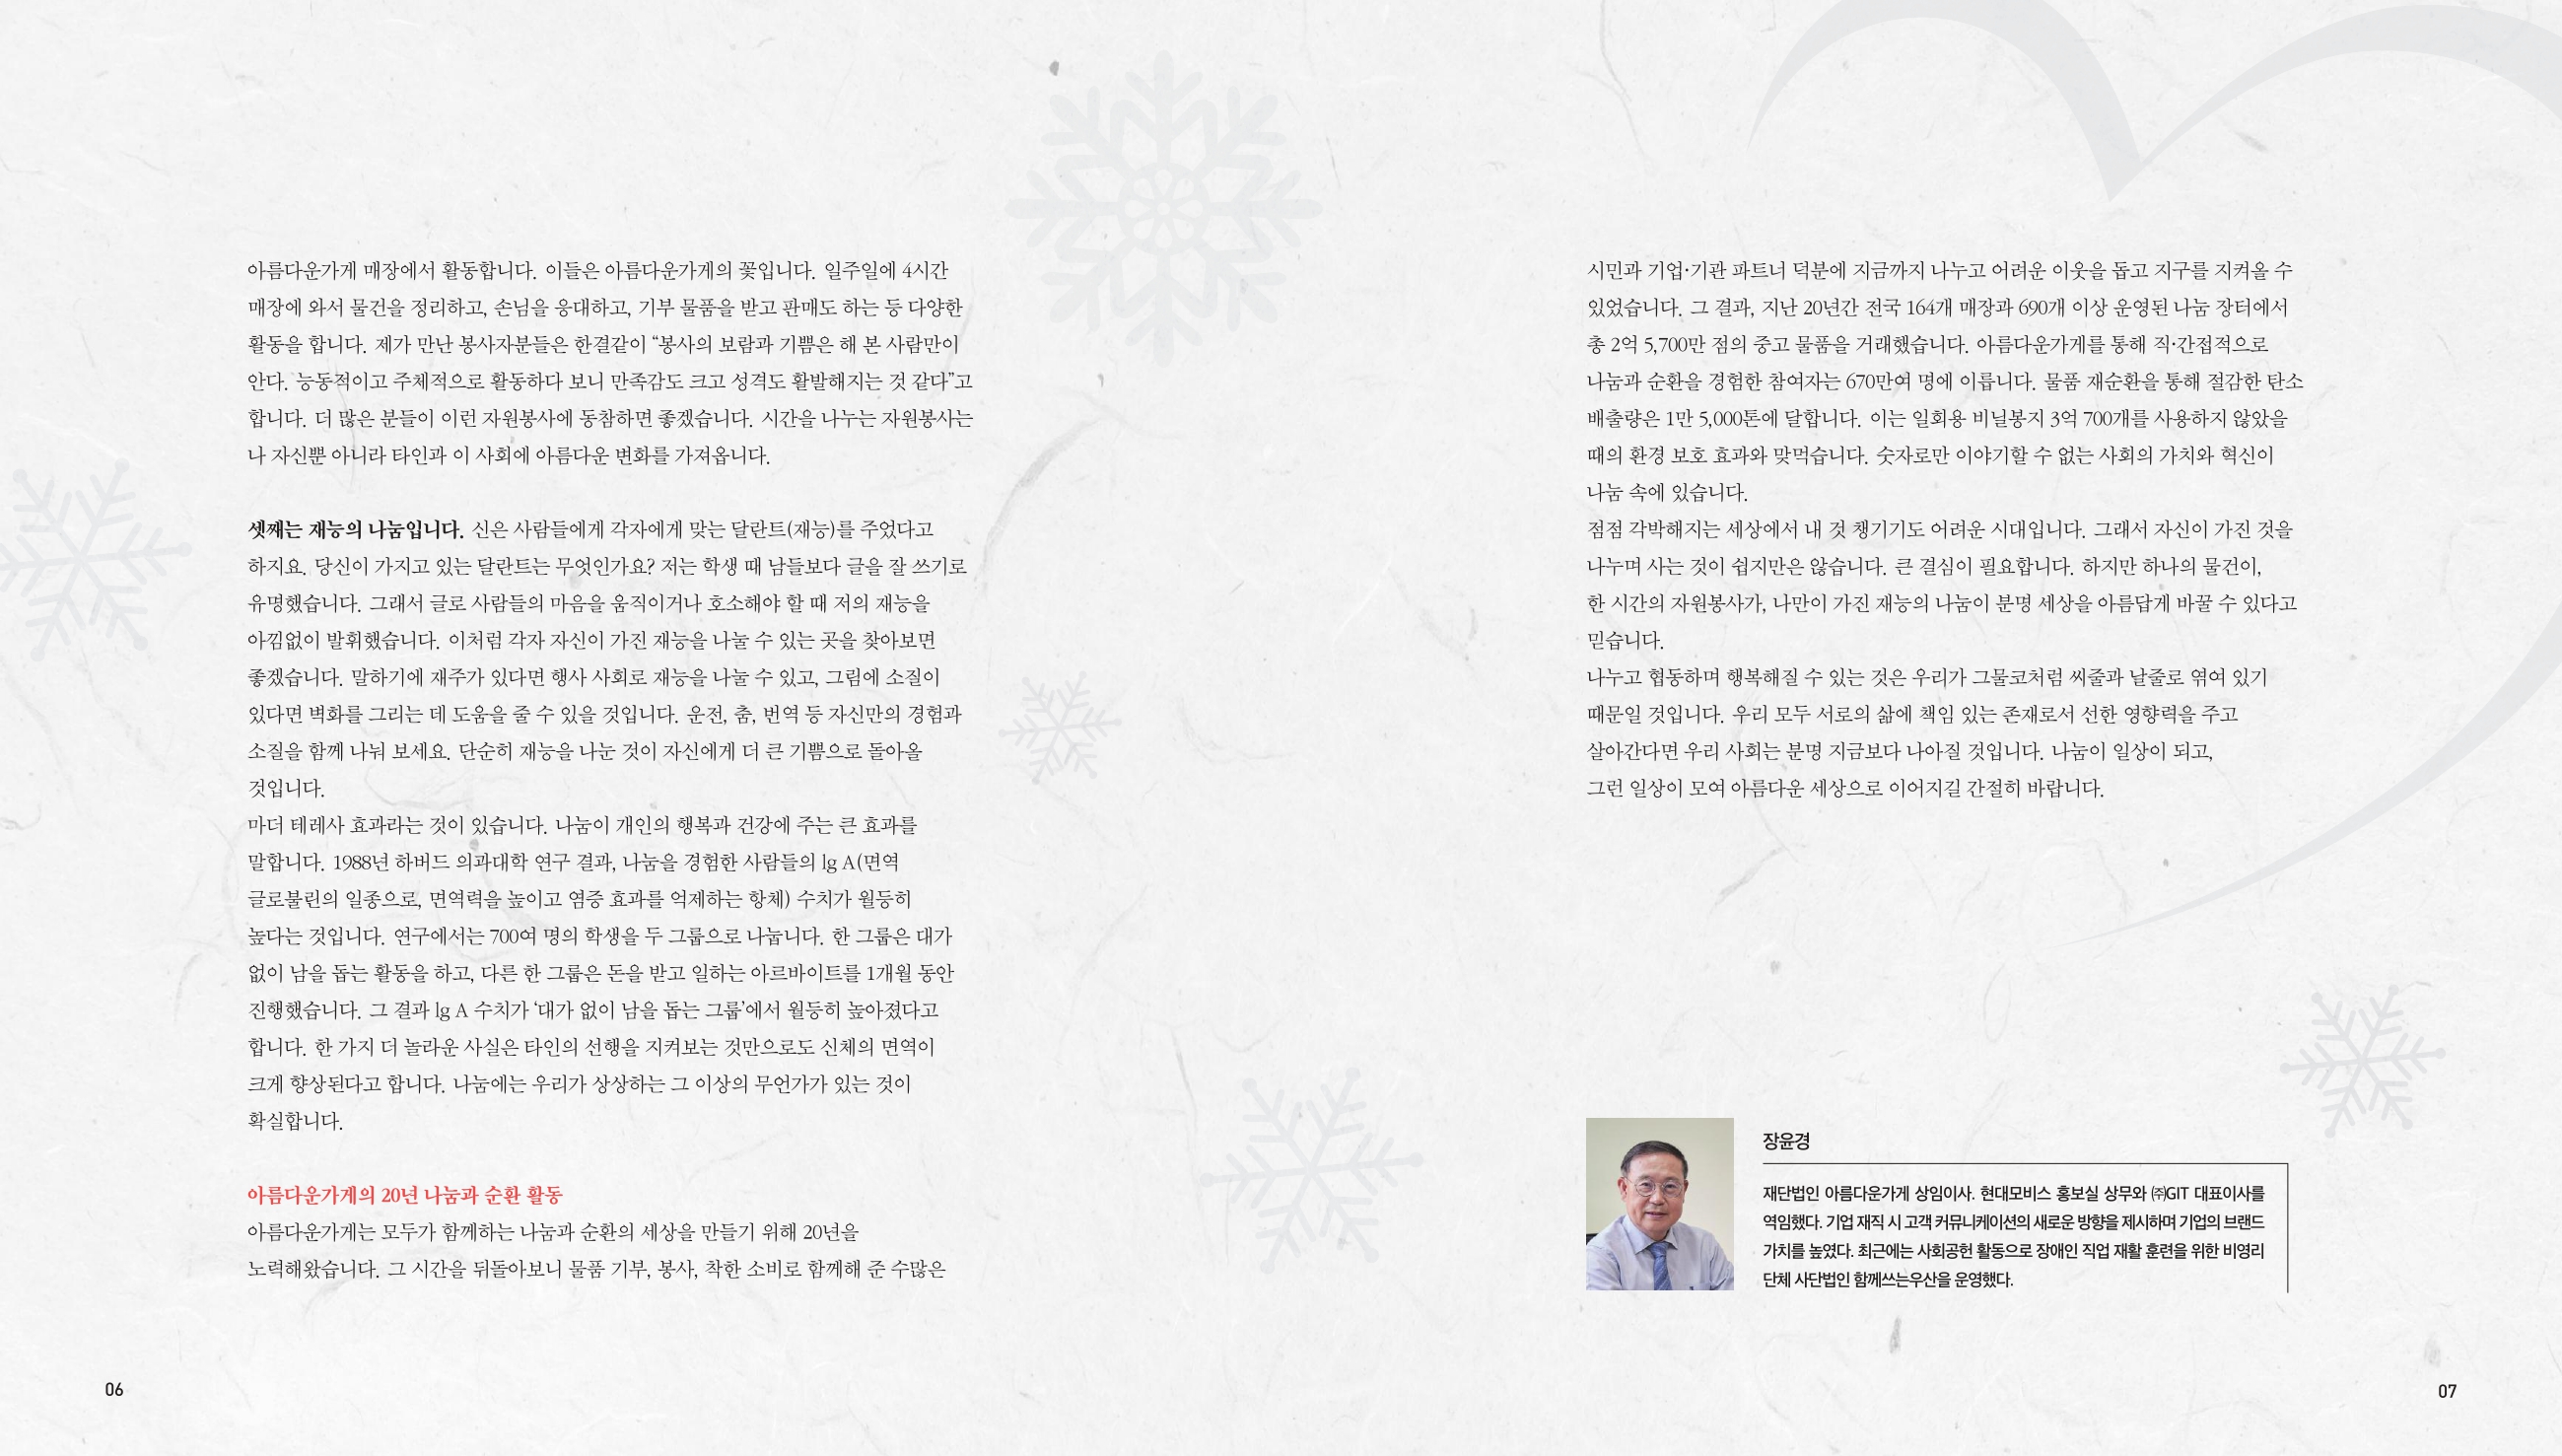 아름다운가게 매장에서 활동합니다. 이들은 아름다운가게의 꽃입니다. 일주일에 4시간
매장에 와서 물건을 정리하고, 손님을 응대하고, 기부 물품을 받고 판매도 하는 등 다양한
활동을 합니다. 제가 만난 봉사자분들은 한결같이 “봉사의 보람과 기쁨은 해 본 사람만이
안다. 능동적이고 주체적으로 활동하다 보니 만족감도 크고 성격도 활발해지는 것 같다”고
합니다. 더 많은 분들이 이런 자원봉사에 동참하면 좋겠습니다. 시간을 나누는 자원봉사는
나 자신뿐 아니라 타인과 이 사회에 아름다운 변화를 가져옵니다.
셋째는 재능의 나눔입니다. 신은 사람들에게 각자에게 맞는 달란트(재능)를 주었다고
하지요. 당신이 가지고 있는 달란트는 무엇인가요? 저는 학생 때 남들보다 글을 잘 쓰기로
유명했습니다. 그래서 글로 사람들의 마음을 움직이거나 호소해야 할 때 저의 재능을
아낌없이 발휘했습니다. 이처럼 각자 자신이 가진 재능을 나눌 수 있는 곳을 찾아보면
좋겠습니다. 말하기에 재주가 있다면 행사 사회로 재능을 나눌 수 있고, 그림에 소질이
있다면 벽화를 그리는 데 도움을 줄 수 있을 것입니다. 운전, 춤, 번역 등 자신만의 경험과
소질을 함께 나눠 보세요. 단순히 재능을 나눈 것이 자신에게 더 큰 기쁨으로 돌아올
것입니다.
마더 테레사 효과라는 것이 있습니다. 나눔이 개인의 행복과 건강에 주는 큰 효과를
말합니다. 1988년 하버드 의과대학 연구 결과, 나눔을 경험한 사람들의 lg A(면역
글로불린의 일종으로, 면역력을 높이고 염증 효과를 억제하는 항체) 수치가 월등히
높다는 것입니다. 연구에서는 700여 명의 학생을 두 그룹으로 나눕니다. 한 그룹은 대가
없이 남을 돕는 활동을 하고, 다른 한 그룹은 돈을 받고 일하는 아르바이트를 1개월 동안
진행했습니다. 그 결과 lg A 수치가 ‘대가 없이 남을 돕는 그룹’에서 월등히 높아졌다고
합니다. 한 가지 더 놀라운 사실은 타인의 선행을 지켜보는 것만으로도 신체의 면역이
크게 향상된다고 합니다. 나눔에는 우리가 상상하는 그 이상의 무언가가 있는 것이
확실합니다.
아름다운가게의 20년 나눔과 순환 활동
아름다운가게는 모두가 함께하는 나눔과 순환의 세상을 만들기 위해 20년을
노력해왔습니다. 그 시간을 뒤돌아보니 물품 기부, 봉사, 착한 소비로 함께해 준 수많은
06
시민과 기업·기관 파트너 덕분에 지금까지 나누고 어려운 이웃을 돕고 지구를 지켜올 수
있었습니다. 그 결과, 지난 20년간 전국 164개 매장과 690개 이상 운영된 나눔 장터에서
총 2억 5,700만 점의 중고 물품을 거래했습니다. 아름다운가게를 통해 직·간접적으로
나눔과 순환을 경험한 참여자는 670만여 명에 이릅니다. 물품 재순환을 통해 절감한 탄소
배출량은 1만 5,000톤에 달합니다. 이는 일회용 비닐봉지 3억 700개를 사용하지 않았을
때의 환경 보호 효과와 맞먹습니다. 숫자로만 이야기할 수 없는 사회의 가치와 혁신이
나눔 속에 있습니다.
점점 각박해지는 세상에서 내 것 챙기기도 어려운 시대입니다. 그래서 자신이 가진 것을
나누며 사는 것이 쉽지만은 않습니다. 큰 결심이 필요합니다. 하지만 하나의 물건이,
한 시간의 자원봉사가, 나만이 가진 재능의 나눔이 분명 세상을 아름답게 바꿀 수 있다고
믿습니다.
나누고 협동하며 행복해질 수 있는 것은 우리가 그물코처럼 씨줄과 날줄로 엮여 있기
때문일 것입니다. 우리 모두 서로의 삶에 책임 있는 존재로서 선한 영향력을 주고
살아간다면 우리 사회는 분명 지금보다 나아질 것입니다. 나눔이 일상이 되고,
그런 일상이 모여 아름다운 세상으로 이어지길 간절히 바랍니다.
장윤경
재단법인 아름다운가게 상임이사. 현대모비스 홍보실 상무와 ㈜GIT 대표이사를
역임했다. 기업 재직 시 고객 커뮤니케이션의 새로운 방향을 제시하며 기업의 브랜드
가치를 높였다. 최근에는 사회공헌 활동으로 장애인 직업 재활 훈련을 위한 비영리
단체 사단법인 함께쓰는우산을 운영했다.
07